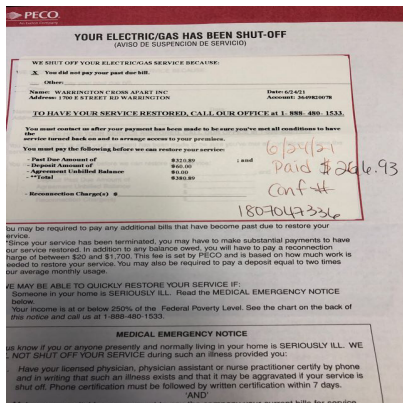 PECO
YOUR ELECTRIC/GAS HAS BEEN SHUT-OFF
(AVISO DE SUSPENCION DE SERVICIO)
WE SHUT OFF YOUR ELECTRIC/GAS SERVICE BECAUSE:
X You did not pay your past due bill.
Other:
Name: WARRINGTON CROSS APART INC Date: 6/24/21
Address: 1700 E STREET RD WARRINGTON Account: 3649820078
TO HAVE YOUR SERVICE RESTORED, CALL OUR OFFICE at 1- 888- 480- 1533.
You must contact us after your payment has been made to be sure you've met all conditions to have
the
service turned back on and to arrange access to your premises.
You must pay the following before we can restore your service:
- Past Due Amount of $320.89 ; and
- Deposit Amount of $60.00
- Agreement Unbilled Balance $0.00
- **Total $380.89
- Reconnection Charge(s) $
6/24/21
Paid $266.93
Conf #
1807047336
ou may be required to pay any additional bills that have become past due to restore your
ervice.
*Since your service has been terminated, you may have to make substantial payments to have
our service restored. In addition to any balance owed, you will have to pay a reconnection
harge of between $20 and $1,700. This fee is set by PECO and is based on how much work is
eeded to restore your service. You may also be required to pay a deposit equal to two times
our average monthly usage.
E MAY BE ABLE TO QUICKLY RESTORE YOUR SERVICE IF:
Someone in your home is SERIOUSLY ILL. Read the MEDICAL EMERGENCY NOTICE
below.
Your income is at or below 250% of the Federal Poverty Level. See the chart on the back of
this notice and call us at 1-888-480-1533.
MEDICAL EMERGENCY NOTICE
us know if you or anyone presently and normally living in your home is SERIOUSLY ILL. WE
NOT SHUT OFF YOUR SERVICE during such an illness provided you:
Have your licensed physician, physician assistant or nurse practitioner certify by phone
and in writing that such an illness exists and that it may be aggravated if your service is
shut off. Phone certification must be followed by written certification within 7 days.
'AND'